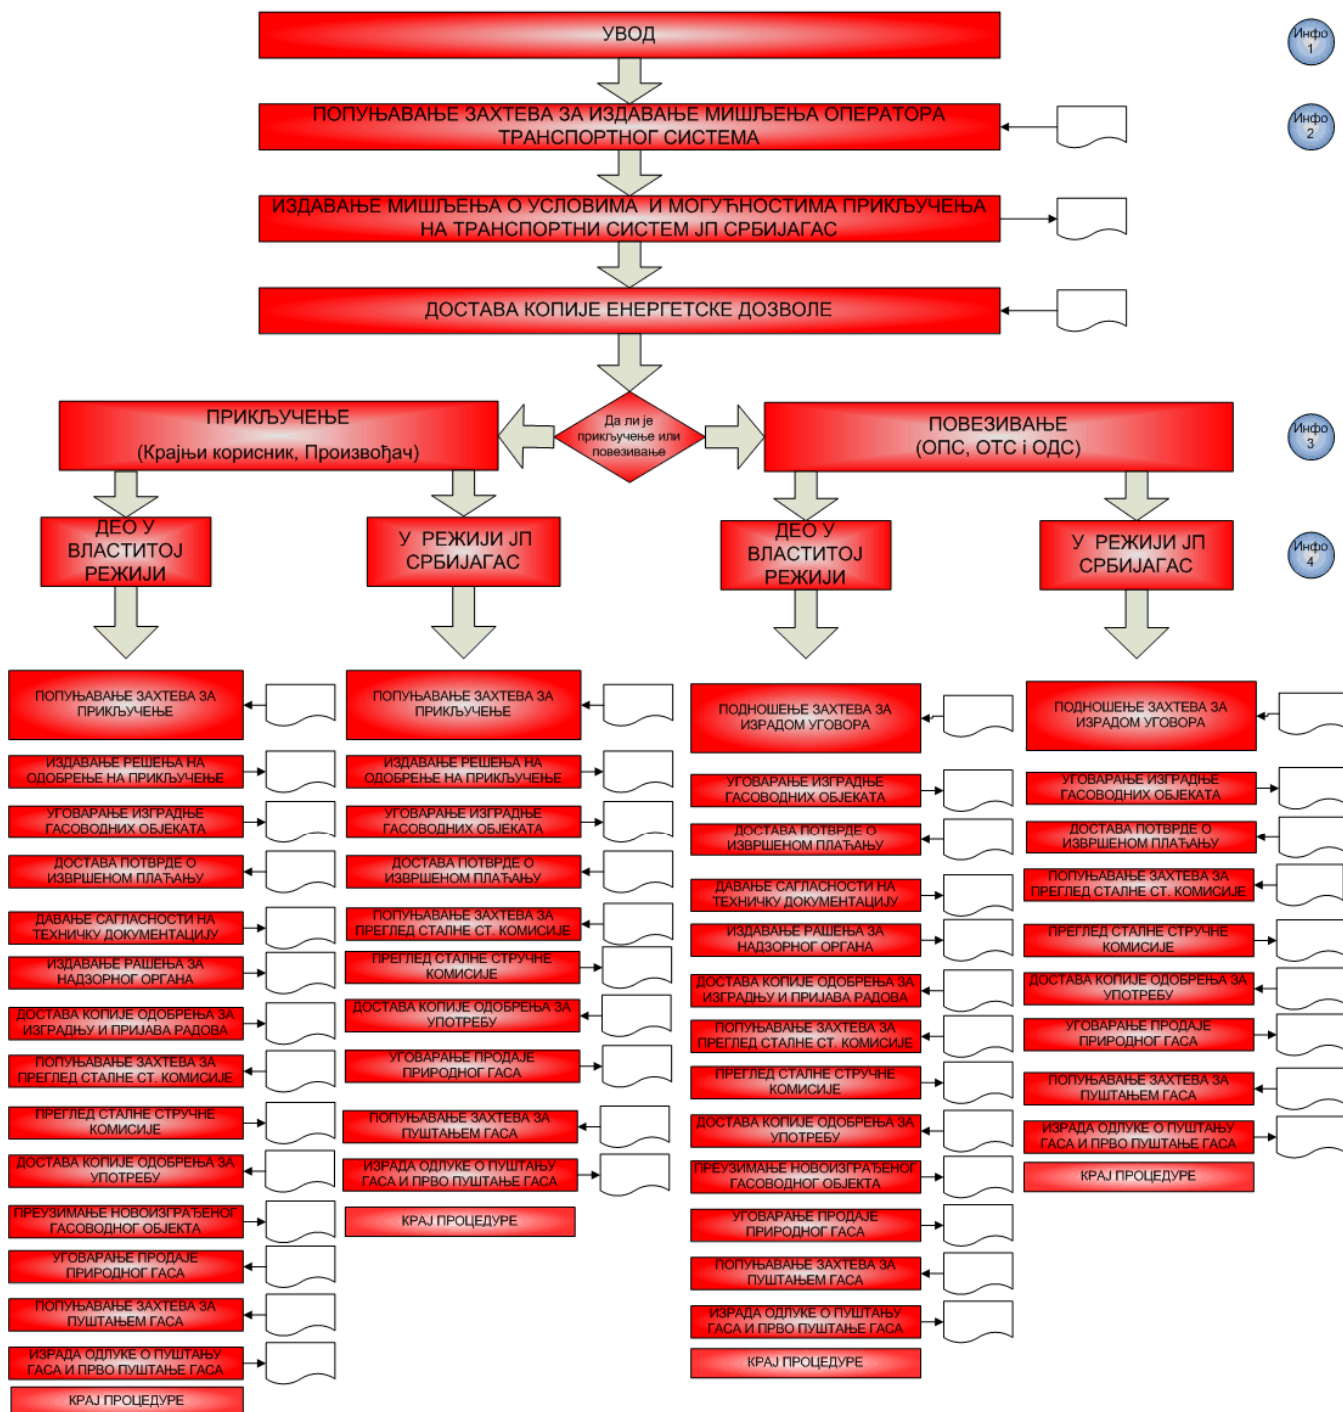 УВОД
Инфо
1
ПОПУЊАВАЊЕ ЗАХТЕВА ЗА ИЗДАВАЊЕ МИШЉЕЊА ОПЕРАТОРА
ТРАНСПОРТНОГ СИСТЕМА
Инфо
2
ИЗДАВАЊЕ МИШЉЕЊА О УСЛОВИМА И МОГУЋНОСТИМА ПРИКЉУЧЕЊА
НА ТРАНСПОРТНИ СИСТЕМ ЈП СРБИЈАГАС
ДОСТАВА КОПИЈЕ ЕНЕРГЕТСКЕ ДОЗВОЛЕ
ПРИКЉУЧЕЊЕ
(Крајњи корисник, Произвођач)
Да ли је
прикључење или
повезивање
ПОВЕЗИВАЊЕ
(ОПС, ОТС і ОДС)
Инфо
3
ДЕО У
ВЛАСТИТОЈ
РЕЖИЈИ
У РЕЖИЈИ ЈП
СРБИЈАГАС
ДЕО У
ВЛАСТИТОЈ
РЕЖИЈИ
У РЕЖИЈИ ЈП
СРБИЈАГАС
Инфо
4
ПОПУЊАВАЊЕ ЗАХТЕВА ЗА
ПРИКЉУЧЕЊЕ
ИЗДАВАЊЕ РЕШЕЊА НА
ОДОБРЕЊЕ НА ПРИКЉУЧЕЊЕ
УГОВАРАЊЕ ИЗГРАДЊЕ
ГАСОВОДНИХ ОБЈЕКАТА
ДОСТАВА ПОТВРДЕ О
ИЗВРШЕНОМ ПЛАЋАЊУ
ДАВАЊЕ САГЛАСНОСТИ НА
ТЕХНИЧКУ ДОКУМЕНТАЦИЈУ
ИЗДАВАЊЕ РАШЕЊА ЗА
НАДЗОРНОГ ОРГАНА
ДОСТАВА КОПИЈЕ ОДОБРЕЊА ЗА
ИЗГРАДЊУ И ПРИЈАВА РАДОВА
ПОПУЊАВАЊЕ ЗАХТЕВА ЗА
ПРЕГЛЕД СТАЛНЕ СТ. КОМИСИЈЕ
ПРЕГЛЕД СТАЛНЕ СТРУЧНЕ
КОМИСИЈЕ
ДОСТАВА КОПИЈЕ ОДОБРЕЊА ЗА
УПОТРЕБУ
ПРЕУЗИМАЊЕ НОВОИЗГРАЂЕНОГ
ГАСОВОДНОГ ОБЈЕКТА
УГОВАРАЊЕ ПРОДАЈЕ
ПРИРОДНОГ ГАСА
ПОПУЊАВАЊЕ ЗАХТЕВА ЗА
ПУШТАЊЕМ ГАСА
ИЗРАДА ОДЛУКЕ О ПУШТАЊУ
ГАСА И ПРВО ПУШТАЊЕ ГАСА
КРАЈ ПРОЦЕДУРЕ
ПОПУЊАВАЊЕ ЗАХТЕВА ЗА
ПРИКЉУЧЕЊЕ
ИЗДАВАЊЕ РЕШЕЊА НА
ОДОБРЕЊЕ НА ПРИКЉУЧЕЊЕ
УГОВАРАЊЕ ИЗГРАДЊЕ
ГАСОВОДНИХ ОБЈЕКАТА
ДОСТАВА ПОТВРДЕ О
ИЗВРШЕНОМ ПЛАЋАЊУ
ПОПУЊАВАЊЕ ЗАХТЕВА ЗА
ПРЕГЛЕД СТАЛНЕ СТ. КОМИСИЈЕ
ПРЕГЛЕД СТАЛНЕ СТРУЧНЕ
КОМИСИЈЕ
ДОСТАВА КОПИЈЕ ОДОБРЕЊА ЗА
УПОТРЕБУ
УГОВАРАЊЕ ПРОДАЈЕ
ПРИРОДНОГ ГАСА
ПОПУЊАВАЊЕ ЗАХТЕВА ЗА
ПУШТАЊЕМ ГАСА
ИЗРАДА ОДЛУКЕ О ПУШТАЊУ
ГАСА И ПРВО ПУШТАЊЕ ГАСА
КРАЈ ПРОЦЕДУРЕ
ПОДНОШЕЊЕ ЗАХТЕВА ЗА
ИЗРАДОМ УГОВОРА
УГОВАРАЊЕ ИЗГРАДЊЕ
ГАСОВОДНИХ ОБЈЕКАТА
ДОСТАВА ПОТВРДЕ О
ИЗВРШЕНОМ ПЛАЋАЊУ
ДАВАЊЕ САГЛАСНОСТИ НА
ТЕХНИЧКУ ДОКУМЕНТАЦИЈУ
ИЗДАВАЊЕ РАШЕЊА ЗА
НАДЗОРНОГ ОРГАНА
ДОСТАВА КОПИЈЕ ОДОБРЕЊА ЗА
ИЗГРАДЊУ И ПРИЈАВА РАДОВА
ПОПУЊАВАЊЕ ЗАХТЕВА ЗА
ПРЕГЛЕД СТАЛНЕ СТ. КОМИСИЈЕ
ПРЕГЛЕД СТАЛНЕ СТРУЧНЕ
КОМИСИЈЕ
ДОСТАВА КОПИЈЕ ОДОБРЕЊА ЗА
УПОТРЕБУ
ПРЕУЗИМАЊЕ НОВОИЗГРАЂЕНОГ
ГАСОВОДНОГ ОБЈЕКТА
УГОВАРАЊЕ ПРОДАЈЕ
ПРИРОДНОГ ГАСА
ПОПУЊАВАЊЕ ЗАХТЕВА ЗА
ПУШТАЊЕМ ГАСА
ИЗРАДА ОДЛУКЕ О ПУШТАЊУ
ГАСА И ПРВО ПУШТАЊЕ ГАСА
КРАЈ ПРОЦЕДУРЕ
ПОДНОШЕЊЕ ЗАХТЕВА ЗА
ИЗРАДОМ УГОВОРА
УГОВАРАЊЕ ИЗГРАДЊЕ
ГАСОВОДНИХ ОБЈЕКАТА
ДОСТАВА ПОТВРДЕ О
ИЗВРШЕНОМ ПЛАЋАЊУ
ПОПУЊАВАЊЕ ЗАХТЕВА ЗА
ПРЕГЛЕД СТАЛНЕ СТ. КОМИСИЈЕ
ПРЕГЛЕД СТАЛНЕ СТРУЧНЕ
КОМИСИЈЕ
ДОСТАВА КОПИЈЕ ОДОБРЕЊА ЗА
УПОТРЕБУ
УГОВАРАЊЕ ПРОДАЈЕ
ПРИРОДНОГ ГАСА
ПОПУЊАВАЊЕ ЗАХТЕВА ЗА
ПУШТАЊЕМ ГАСА
ИЗРАДА ОДЛУКЕ О ПУШТАЊУ
ГАСА И ПРВО ПУШТАЊЕ ГАСА
КРАЈ ПРОЦЕДУРЕ